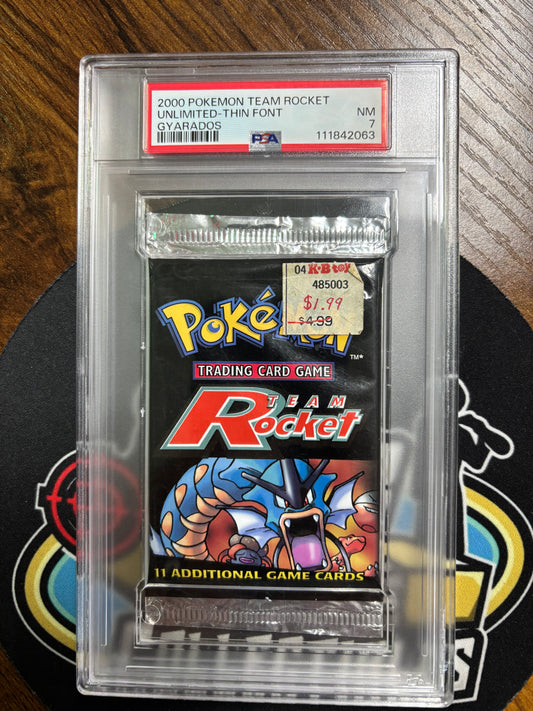 2000 POKEMON TEAM ROCKET
UNLIMITED-THIN FONT
GYARADOS
NM
7
111842063
PSA
04 K·B toy
485003
$1.99
$4.99
POKéMON
TM*
TRADING CARD GAME
TEAM
Rocket
11 ADDITIONAL GAME CARDS